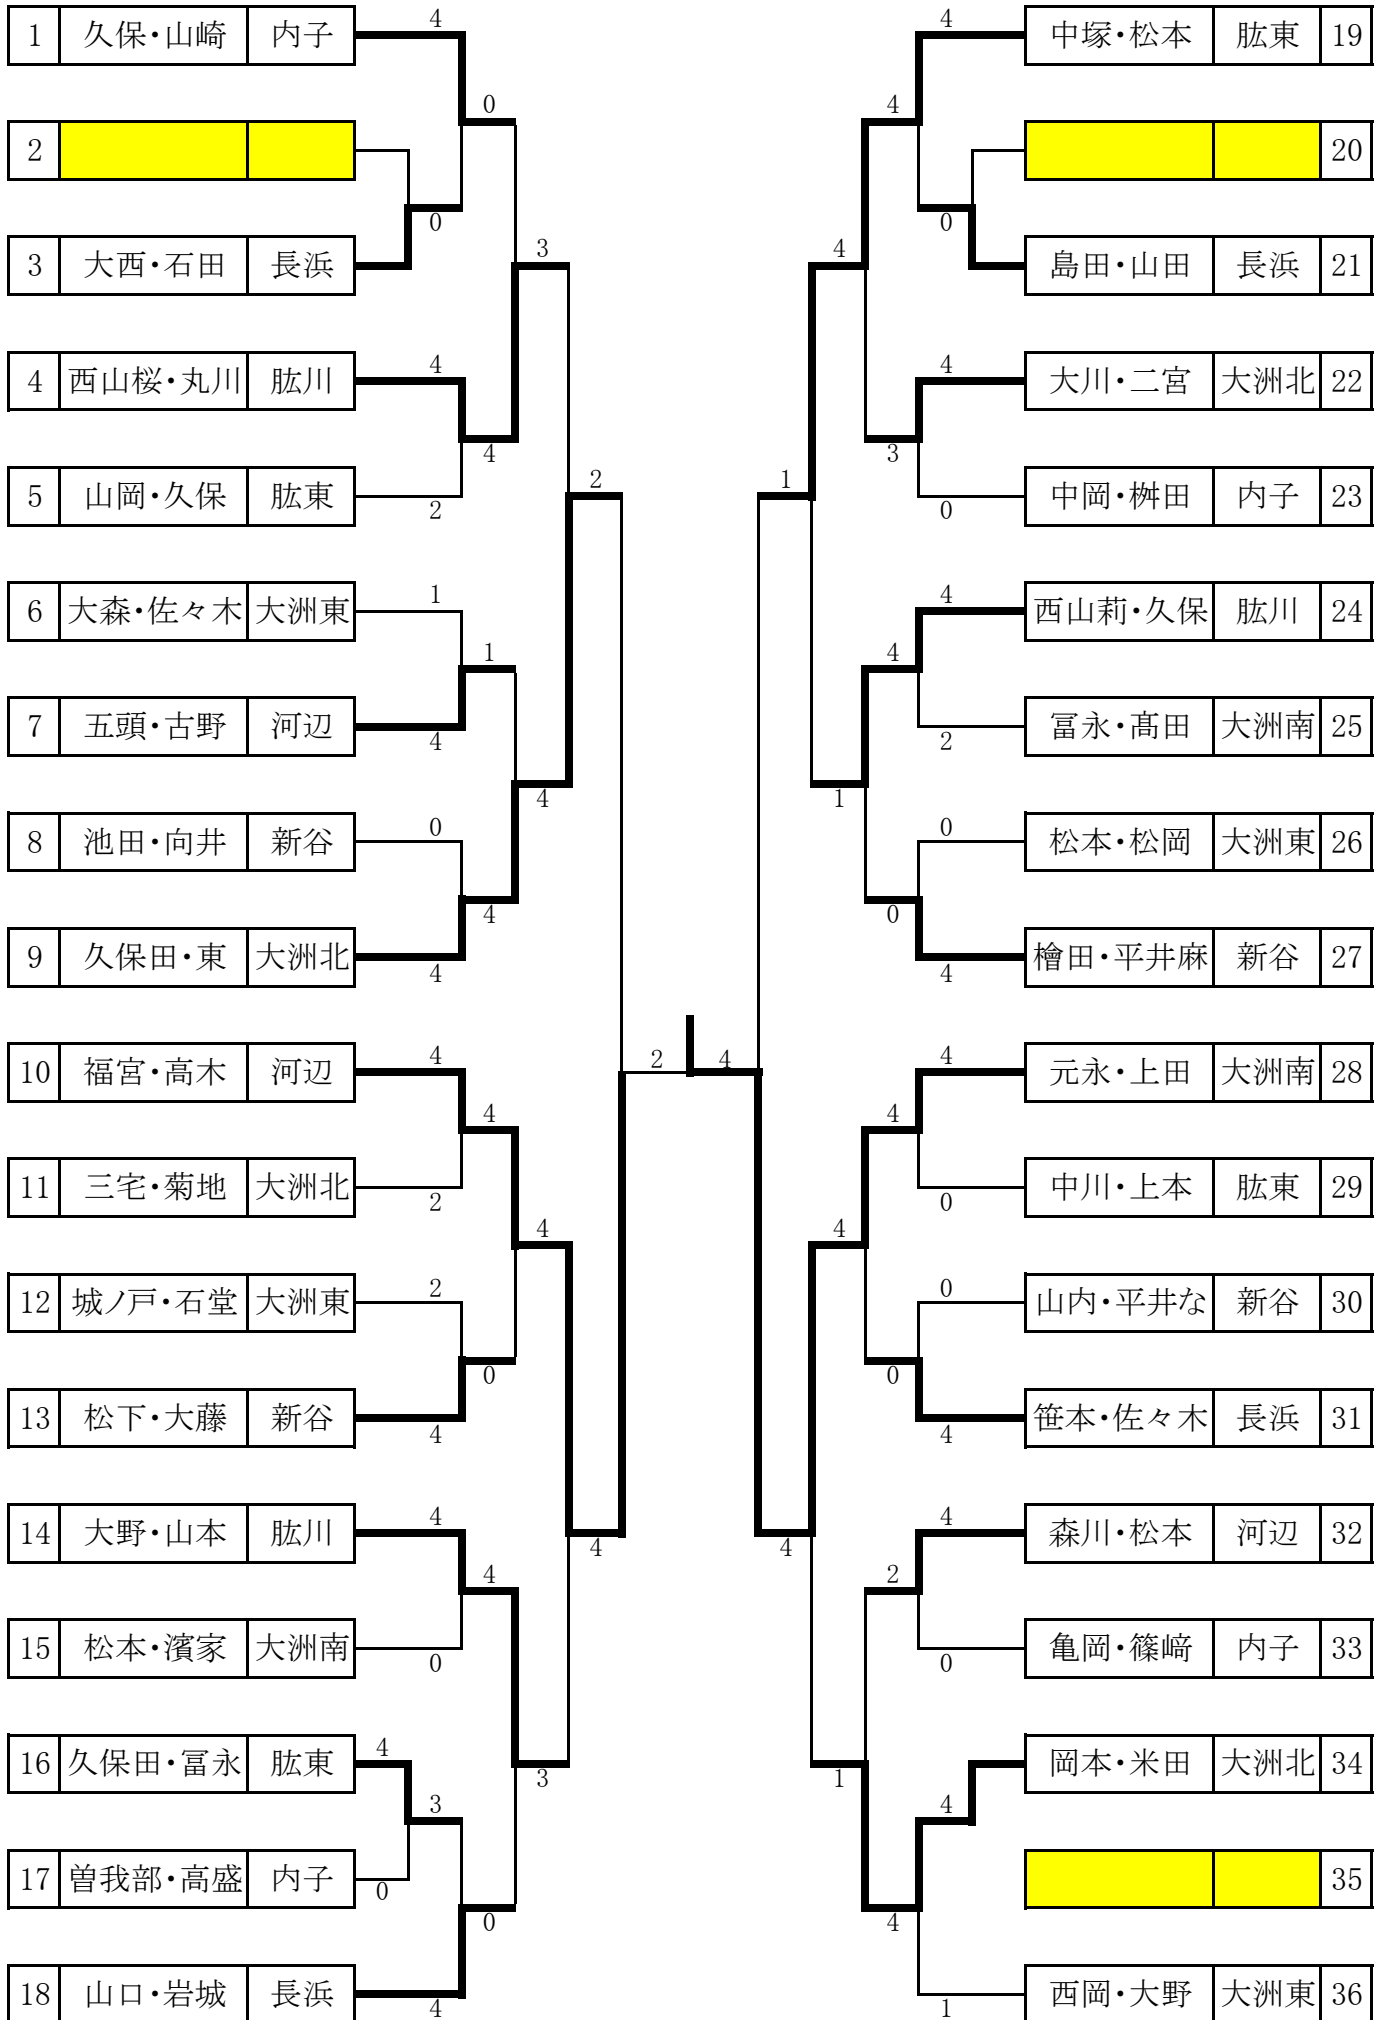 1 久保・山崎 内子
2
3 大西・石田 長浜
4 西山桜・丸川 肱川
5 山岡・久保 肱東
6 大森・佐々木 大洲東
7 五頭・古野 河辺
8 池田・向井 新谷
9 久保田・東 大洲北
10 福宮・高木 河辺
11 三宅・菊地 大洲北
12 城ノ戸・石堂 大洲東
13 松下・大藤 新谷
14 大野・山本 肱川
15 松本・濱家 大洲南
16 久保田・冨永 肱東
17 曽我部・高盛 内子
18 山口・岩城 長浜
4
0
0
3
4
4
2
2
1
1
4
4
0
4
4
4
4
2
4
2
0
4
4
4
4
0
4
3
3
0
0
4
2
4
4
4
0
4
4
3
0
1
4
4
2
1
0
0
4
4
4
0
4
0
0
4
4
4
2
0
1
4
4
1
中塚・松本 肱東 19
20
島田・山田 長浜 21
大川・二宮 大洲北 22
中岡・桝田 内子 23
西山莉・久保 肱川 24
冨永・髙田 大洲南 25
松本・松岡 大洲東 26
檜田・平井麻 新谷 27
元永・上田 大洲南 28
中川・上本 肱東 29
山内・平井な 新谷 30
笹本・佐々木 長浜 31
森川・松本 河辺 32
亀岡・篠﨑 内子 33
岡本・米田 大洲北 34
35
西岡・大野 大洲東 36